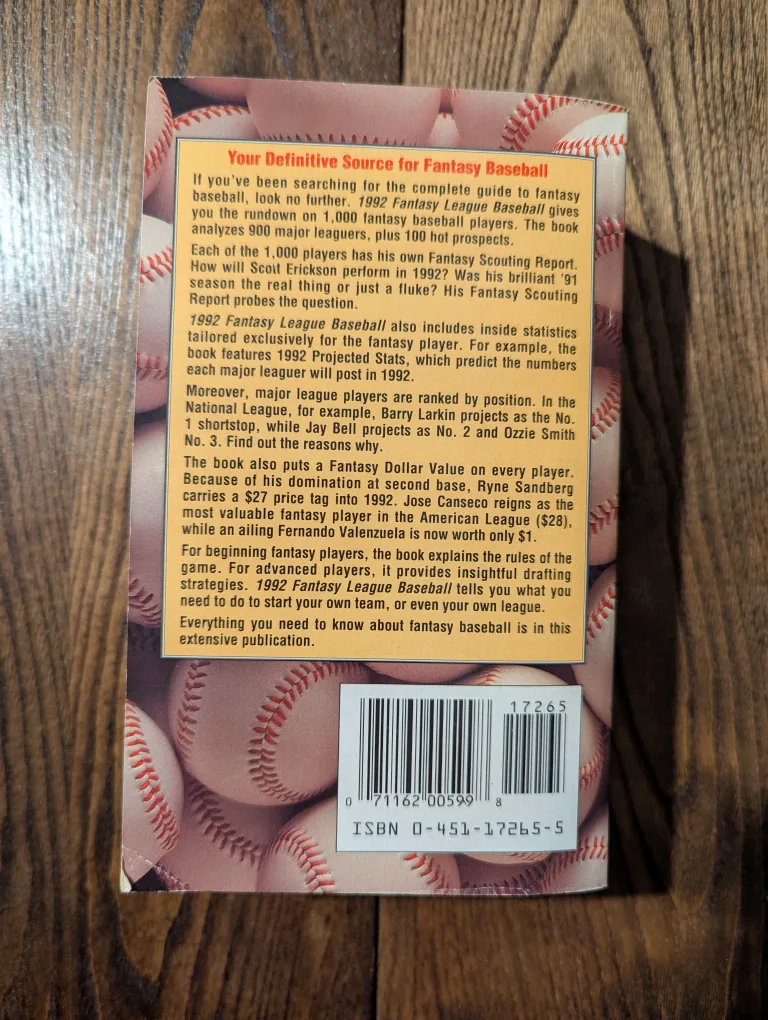 Your Definitive Source for Fantasy Baseball
If you've been searching for the complete guide to fantasy
baseball, look no further. 1992 Fantasy League Baseball gives
you the rundown on 1,000 fantasy baseball players. The book
analyzes 900 major leaguers, plus 100 hot prospects.
Each of the 1,000 players has his own Fantasy Scouting Report.
How will Scott Erickson perform in 1992? Was his brilliant '91
season the real thing or just a fluke? His Fantasy Scouting
Report probes the question.
1992 Fantasy League Baseball also includes inside statistics
tailored exclusively for the fantasy player. For example, the
book features 1992 Projected Stats, which predict the numbers
each major leaguer will post in 1992.
Moreover, major league players are ranked by position. In the
National League, for example, Barry Larkin projects as the No.
1 shortstop, while Jay Bell projects as No. 2 and Ozzie Smith
No. 3. Find out the reasons why.
The book also puts a Fantasy Dollar Value on every player.
Because of his domination at second base, Ryne Sandberg
carries a $27 price tag into 1992. Jose Canseco reigns as the
most valuable fantasy player in the American League ($28),
while an ailing Fernando Valenzuela is now worth only $1.
For beginning fantasy players, the book explains the rules of the
game. For advanced players, it provides insightful drafting
strategies. 1992 Fantasy League Baseball tells you what you
need to do to start your own team, or even your own league.
Everything you need to know about fantasy baseball is in this
extensive publication.
17265
0 71162 00599 8
ISBN 0-451-17265-5